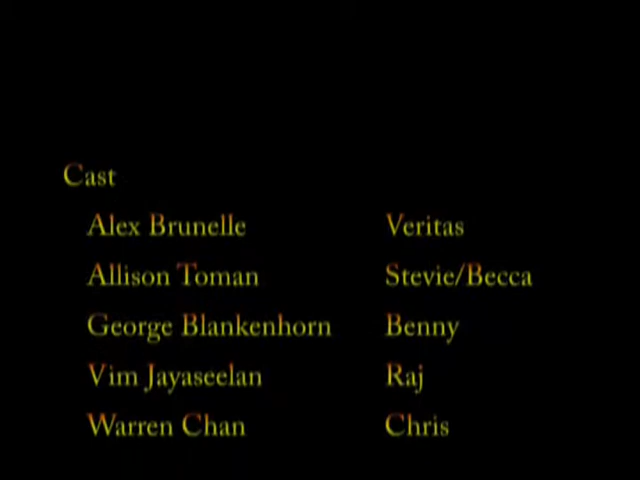 Cast
Alex Brunelle Veritas
Allison Toman Stevie/Becca
George Blankenhorn Benny
Vim Jayaseelan Raj
Warren Chan Chris